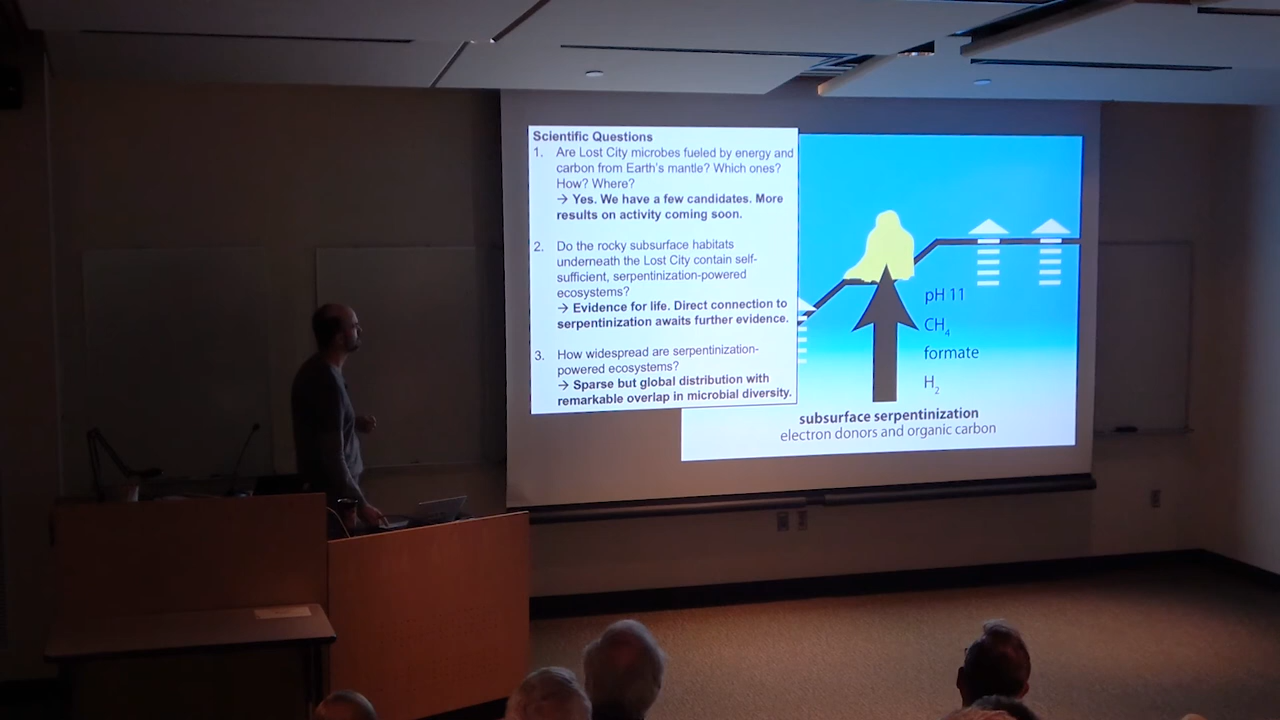 Scientific Questions
1. Are Lost City microbes fueled by energy and
carbon from Earth's mantle? Which ones?
How? Where?
→ Yes. We have a few candidates. More
results on activity coming soon.
2. Do the rocky subsurface habitats
underneath the Lost City contain self-
sufficient, serpentinization-powered
ecosystems?
→ Evidence for life. Direct connection to
serpentinization awaits further evidence.
3. How widespread are serpentinization-
powered ecosystems?
→ Sparse but global distribution with
remarkable overlap in microbial diversity.
pH 11
CH₄
formate
H₂
subsurface serpentinization
electron donors and organic carbon